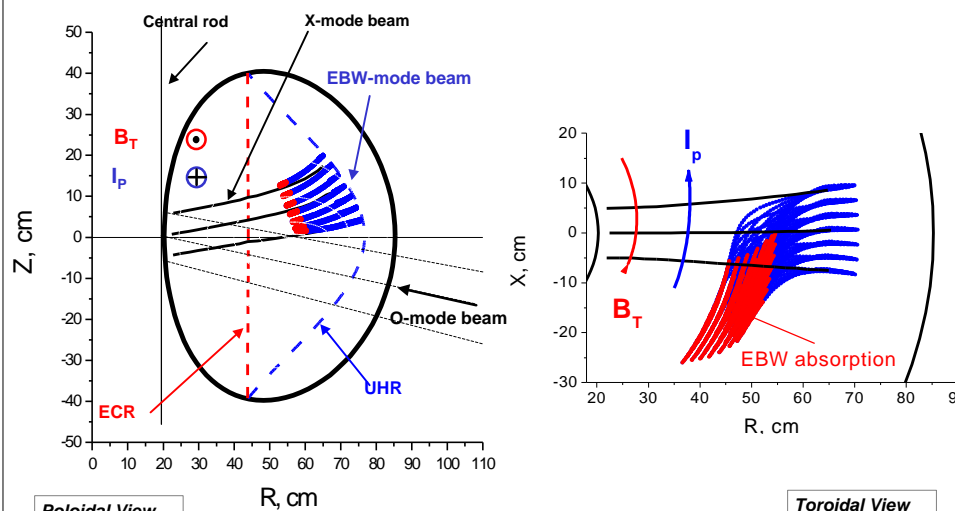 Central rod
X-mode beam
EBW-mode beam
B_T
I_P
O-mode beam
ECR
UHR
Z, cm
50
40
30
20
10
0
-10
-20
-30
-40
-50
0 10 20 30 40 50 60 70 80 90 100 110
R, cm
Poloidal View
I_p
B_T
EBW absorption
X, cm
20
10
0
-10
-20
-30
20 30 40 50 60 70 80
R, cm
Toroidal View